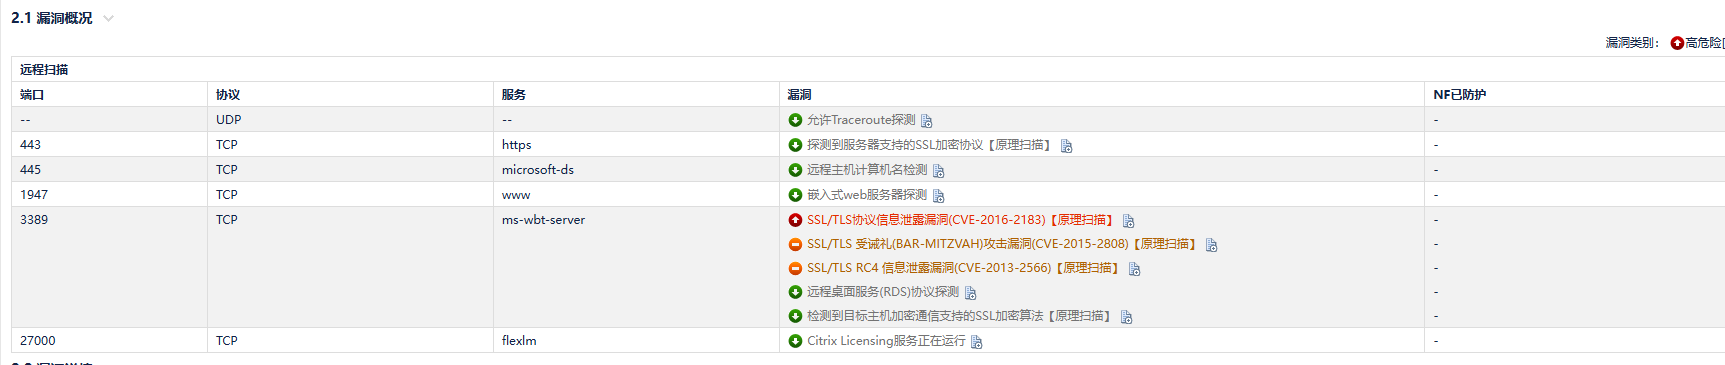 2.1 漏洞概况
漏洞类别： 高危险[
远程扫描
端口 协议 服务 漏洞 NF已防护
-- UDP -- 允许Traceroute探测 -
443 TCP https 探测到服务器支持的SSL加密协议【原理扫描】 -
445 TCP microsoft-ds 远程主机计算机名检测 -
1947 TCP www 嵌入式web服务器探测 -
3389 TCP ms-wbt-server SSL/TLS协议信息泄露漏洞(CVE-2016-2183)【原理扫描】 -
SSL/TLS 受诫礼(BAR-MITZVAH)攻击漏洞(CVE-2015-2808)【原理扫描】 -
SSL/TLS RC4 信息泄露漏洞(CVE-2013-2566)【原理扫描】 -
远程桌面服务(RDS)协议探测 -
检测到目标主机加密通信支持的SSL加密算法【原理扫描】 -
27000 TCP flexlm Citrix Licensing服务正在运行 -